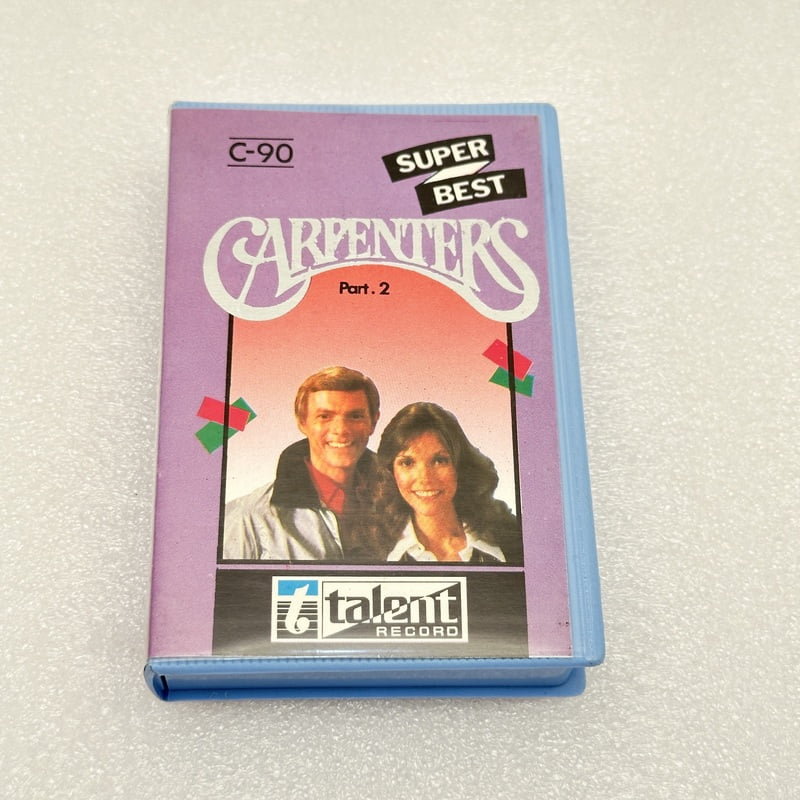 C-90
SUPER
BEST
CARPENTERS
Part. 2
t talent
RECORD